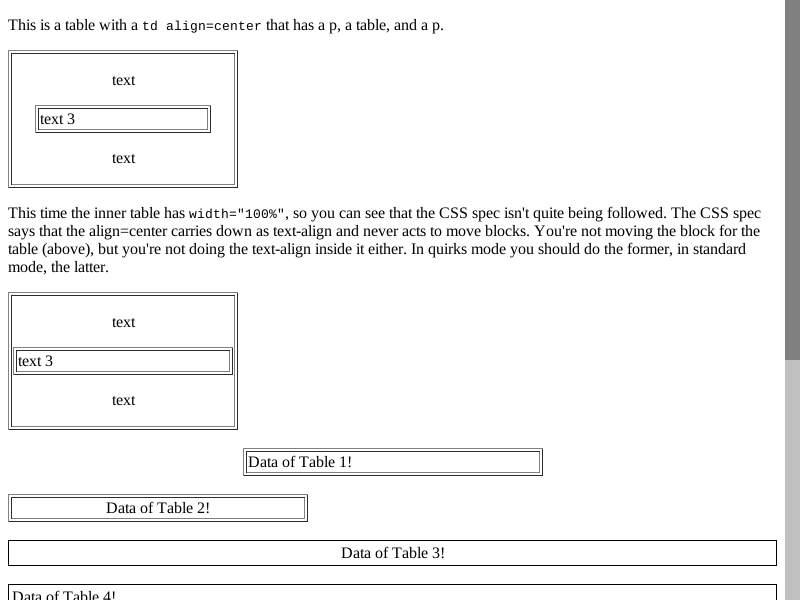 This is a table with a td align=center that has a p, a table, and a p.
text
text 3
text
This time the inner table has width="100%", so you can see that the CSS spec isn't quite being followed. The CSS spec
says that the align=center carries down as text-align and never acts to move blocks. You're not moving the block for the
table (above), but you're not doing the text-align inside it either. In quirks mode you should do the former, in standard
mode, the latter.
text
text 3
text
Data of Table 1!
Data of Table 2!
Data of Table 3!
Data of Table 4!